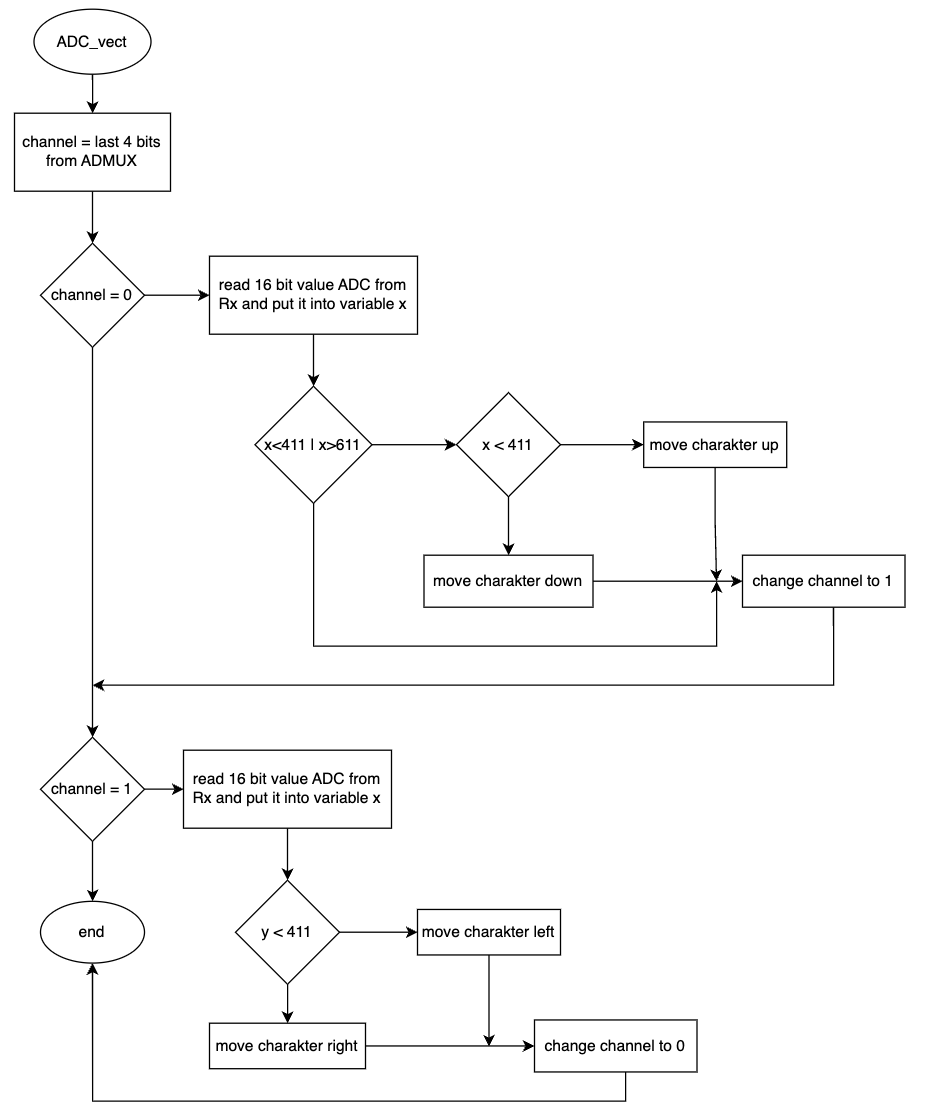 ADC_vect
channel = last 4 bits
from ADMUX
channel = 0
read 16 bit value ADC from
Rx and put it into variable x
x<411 | x>611
x < 411
move charakter up
move charakter down
change channel to 1
channel = 1
read 16 bit value ADC from
Rx and put it into variable x
end
y < 411
move charakter left
move charakter right
change channel to 0